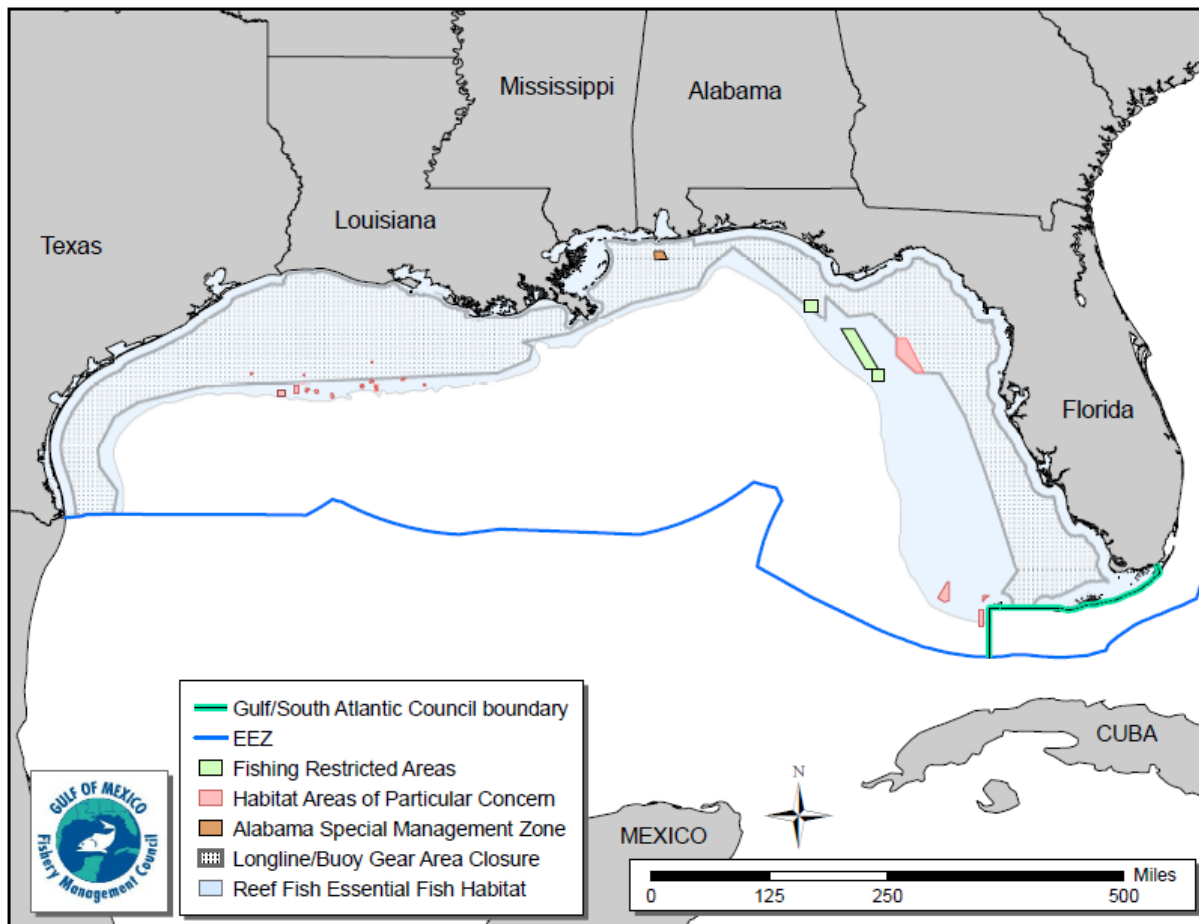 Mississippi
Alabama
Louisiana
Texas
Florida
Gulf/South Atlantic Council boundary
EEZ
Fishing Restricted Areas
Habitat Areas of Particular Concern
Alabama Special Management Zone
Longline/Buoy Gear Area Closure
Reef Fish Essential Fish Habitat
GULF OF MEXICO
Fishery Management Council
CUBA
N
MEXICO
Miles
0 125 250 500